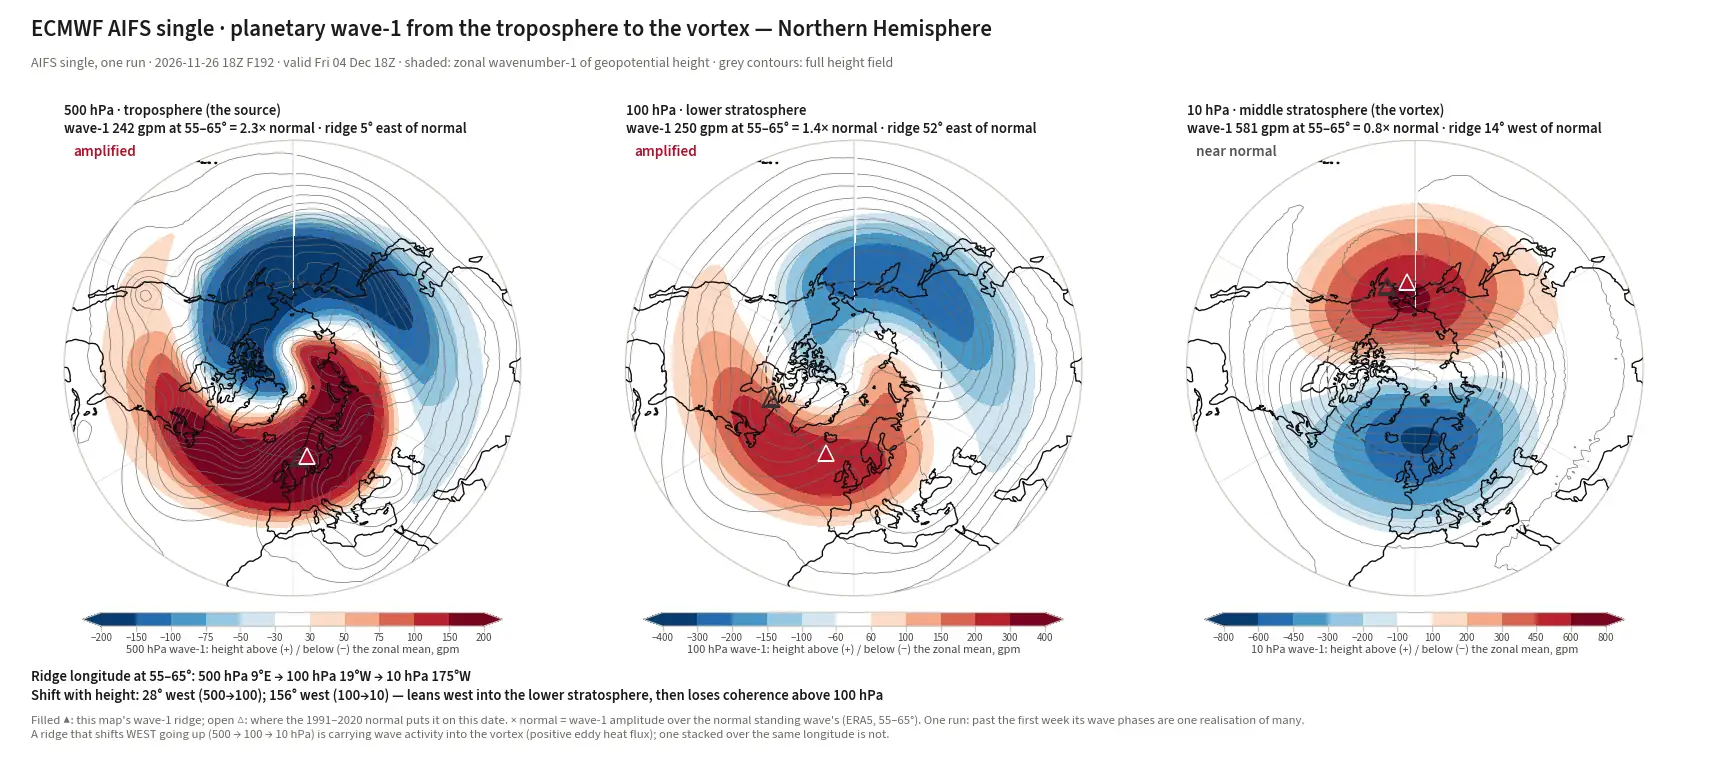 ECMWF AIFS single · planetary wave-1 from the troposphere to the vortex — Northern Hemisphere
AIFS single, one run · 2026-11-26 18Z F192 · valid Fri 04 Dec 18Z · shaded: zonal wavenumber-1 of geopotential height · grey contours: full height field
500 hPa · troposphere (the source)
wave-1 242 gpm at 55–65° = 2.3× normal · ridge 5° east of normal
amplified
100 hPa · lower stratosphere
wave-1 250 gpm at 55–65° = 1.4× normal · ridge 52° east of normal
amplified
10 hPa · middle stratosphere (the vortex)
wave-1 581 gpm at 55–65° = 0.8× normal · ridge 14° west of normal
near normal
−200 −150 −100 −75 −50 −30 30 50 75 100 150 200
500 hPa wave-1: height above (+) / below (−) the zonal mean, gpm
−400 −300 −200 −150 −100 −60 60 100 150 200 300 400
100 hPa wave-1: height above (+) / below (−) the zonal mean, gpm
−800 −600 −450 −300 −200 −100 100 200 300 450 600 800
10 hPa wave-1: height above (+) / below (−) the zonal mean, gpm
Ridge longitude at 55–65°: 500 hPa 9°E → 100 hPa 19°W → 10 hPa 175°W
Shift with height: 28° west (500→100); 156° west (100→10) — leans west into the lower stratosphere, then loses coherence above 100 hPa
Filled ▲: this map's wave-1 ridge; open △: where the 1991–2020 normal puts it on this date. × normal = wave-1 amplitude over the normal standing wave's (ERA5, 55–65°). One run: past the first week its wave phases are one realisation of many.
A ridge that shifts WEST going up (500 → 100 → 10 hPa) is carrying wave activity into the vortex (positive eddy heat flux); one stacked over the same longitude is not.